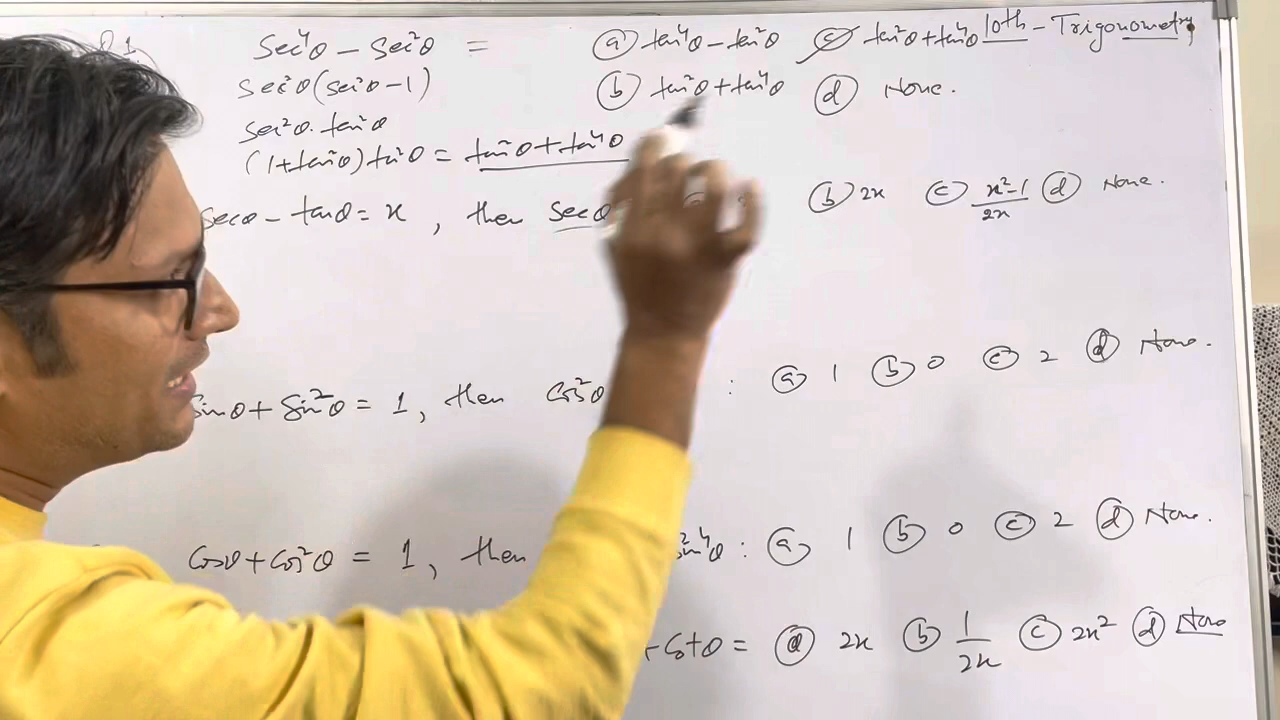 Q1. sec⁴θ - sec²θ = (a) tan⁴θ - tan²θ (c) tan²θ + tan⁴θ 10th - Trigonometry
sec²θ(sec²θ - 1) (b) tan²θ + tan⁴θ (d) None.
sec²θ · tan²θ
(1 + tan²θ) tan²θ = tan²θ + tan⁴θ
secθ - tanθ = x, then secθ (b) 2x (c) x²-1/2x (d) None.
sinθ + sin²θ = 1, then cos²θ : (a) 1 (b) 0 (c) 2 (d) None.
cosθ + cos²θ = 1, then sin⁴θ : (a) 1 (b) 0 (c) 2 (d) None.
+ cotθ = (a) 2x (b) 1/2x (c) 2x² (d) None